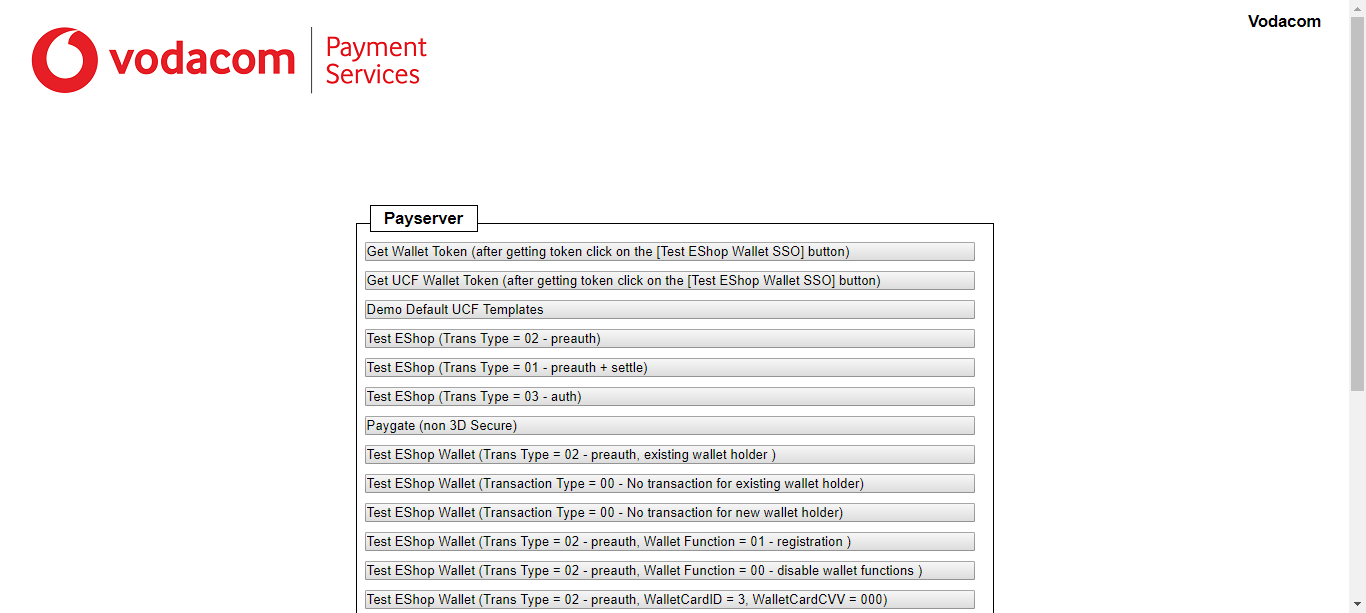 Vodacom
vodacom
Payment
Services
Payserver
Get Wallet Token (after getting token click on the [Test EShop Wallet SSO] button)
Get UCF Wallet Token (after getting token click on the [Test EShop Wallet SSO] button)
Demo Default UCF Templates
Test EShop (Trans Type = 02 - preauth)
Test EShop (Trans Type = 01 - preauth + settle)
Test EShop (Trans Type = 03 - auth)
Paygate (non 3D Secure)
Test EShop Wallet (Trans Type = 02 - preauth, existing wallet holder )
Test EShop Wallet (Transaction Type = 00 - No transaction for existing wallet holder)
Test EShop Wallet (Transaction Type = 00 - No transaction for new wallet holder)
Test EShop Wallet (Trans Type = 02 - preauth, Wallet Function = 01 - registration )
Test EShop Wallet (Trans Type = 02 - preauth, Wallet Function = 00 - disable wallet functions )
Test EShop Wallet (Trans Type = 02 - preauth, WalletCardID = 3, WalletCardCVV = 000)